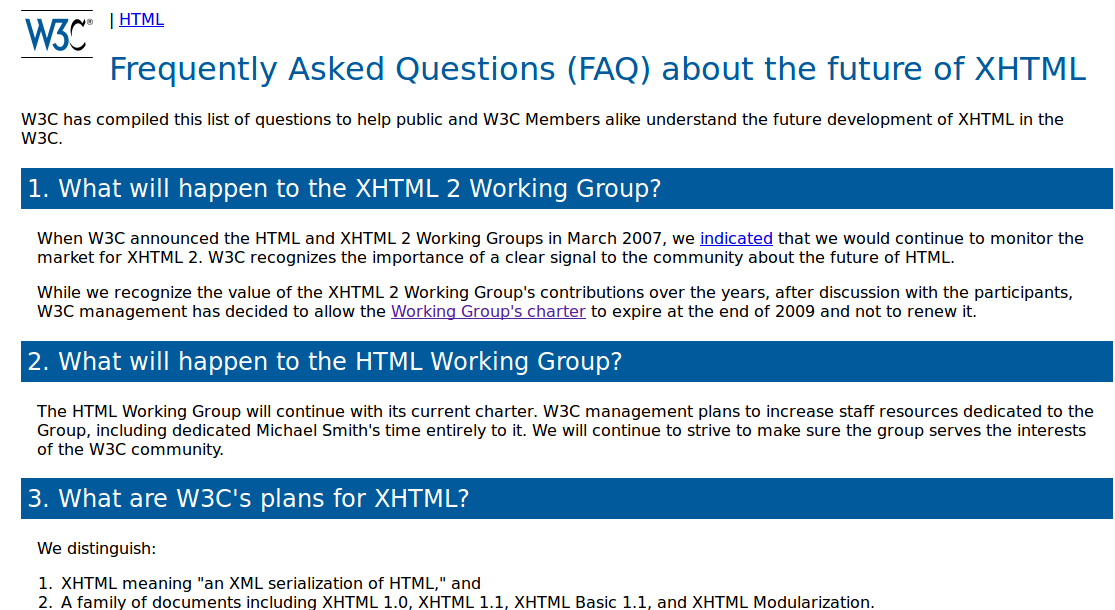 W3C® | HTML
Frequently Asked Questions (FAQ) about the future of XHTML
W3C has compiled this list of questions to help public and W3C Members alike understand the future development of XHTML in the
W3C.
1. What will happen to the XHTML 2 Working Group?
When W3C announced the HTML and XHTML 2 Working Groups in March 2007, we indicated that we would continue to monitor the
market for XHTML 2. W3C recognizes the importance of a clear signal to the community about the future of HTML.
While we recognize the value of the XHTML 2 Working Group's contributions over the years, after discussion with the participants,
W3C management has decided to allow the Working Group's charter to expire at the end of 2009 and not to renew it.
2. What will happen to the HTML Working Group?
The HTML Working Group will continue with its current charter. W3C management plans to increase staff resources dedicated to the
Group, including dedicated Michael Smith's time entirely to it. We will continue to strive to make sure the group serves the interests
of the W3C community.
3. What are W3C's plans for XHTML?
We distinguish:
1. XHTML meaning "an XML serialization of HTML," and
2. A family of documents including XHTML 1.0, XHTML 1.1, XHTML Basic 1.1, and XHTML Modularization.